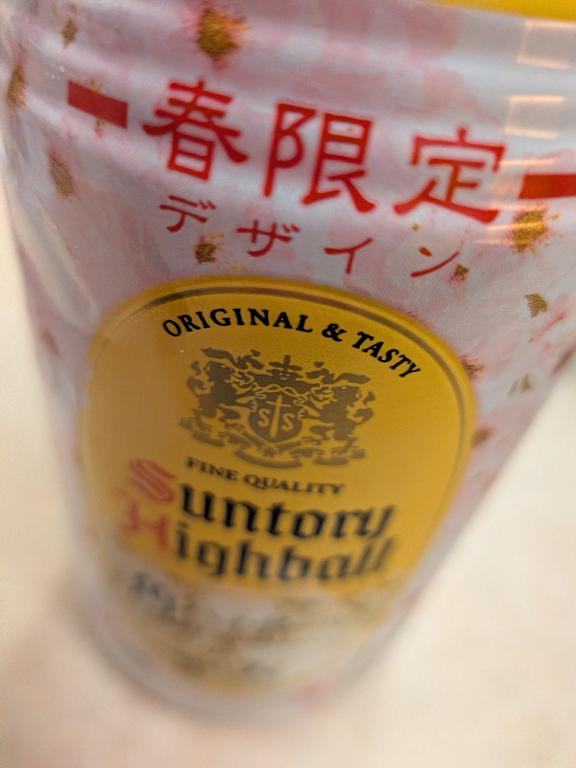 春限定
デザイン
ORIGINAL & TASTY
S S
FINE QUALITY
Suntory
Highball